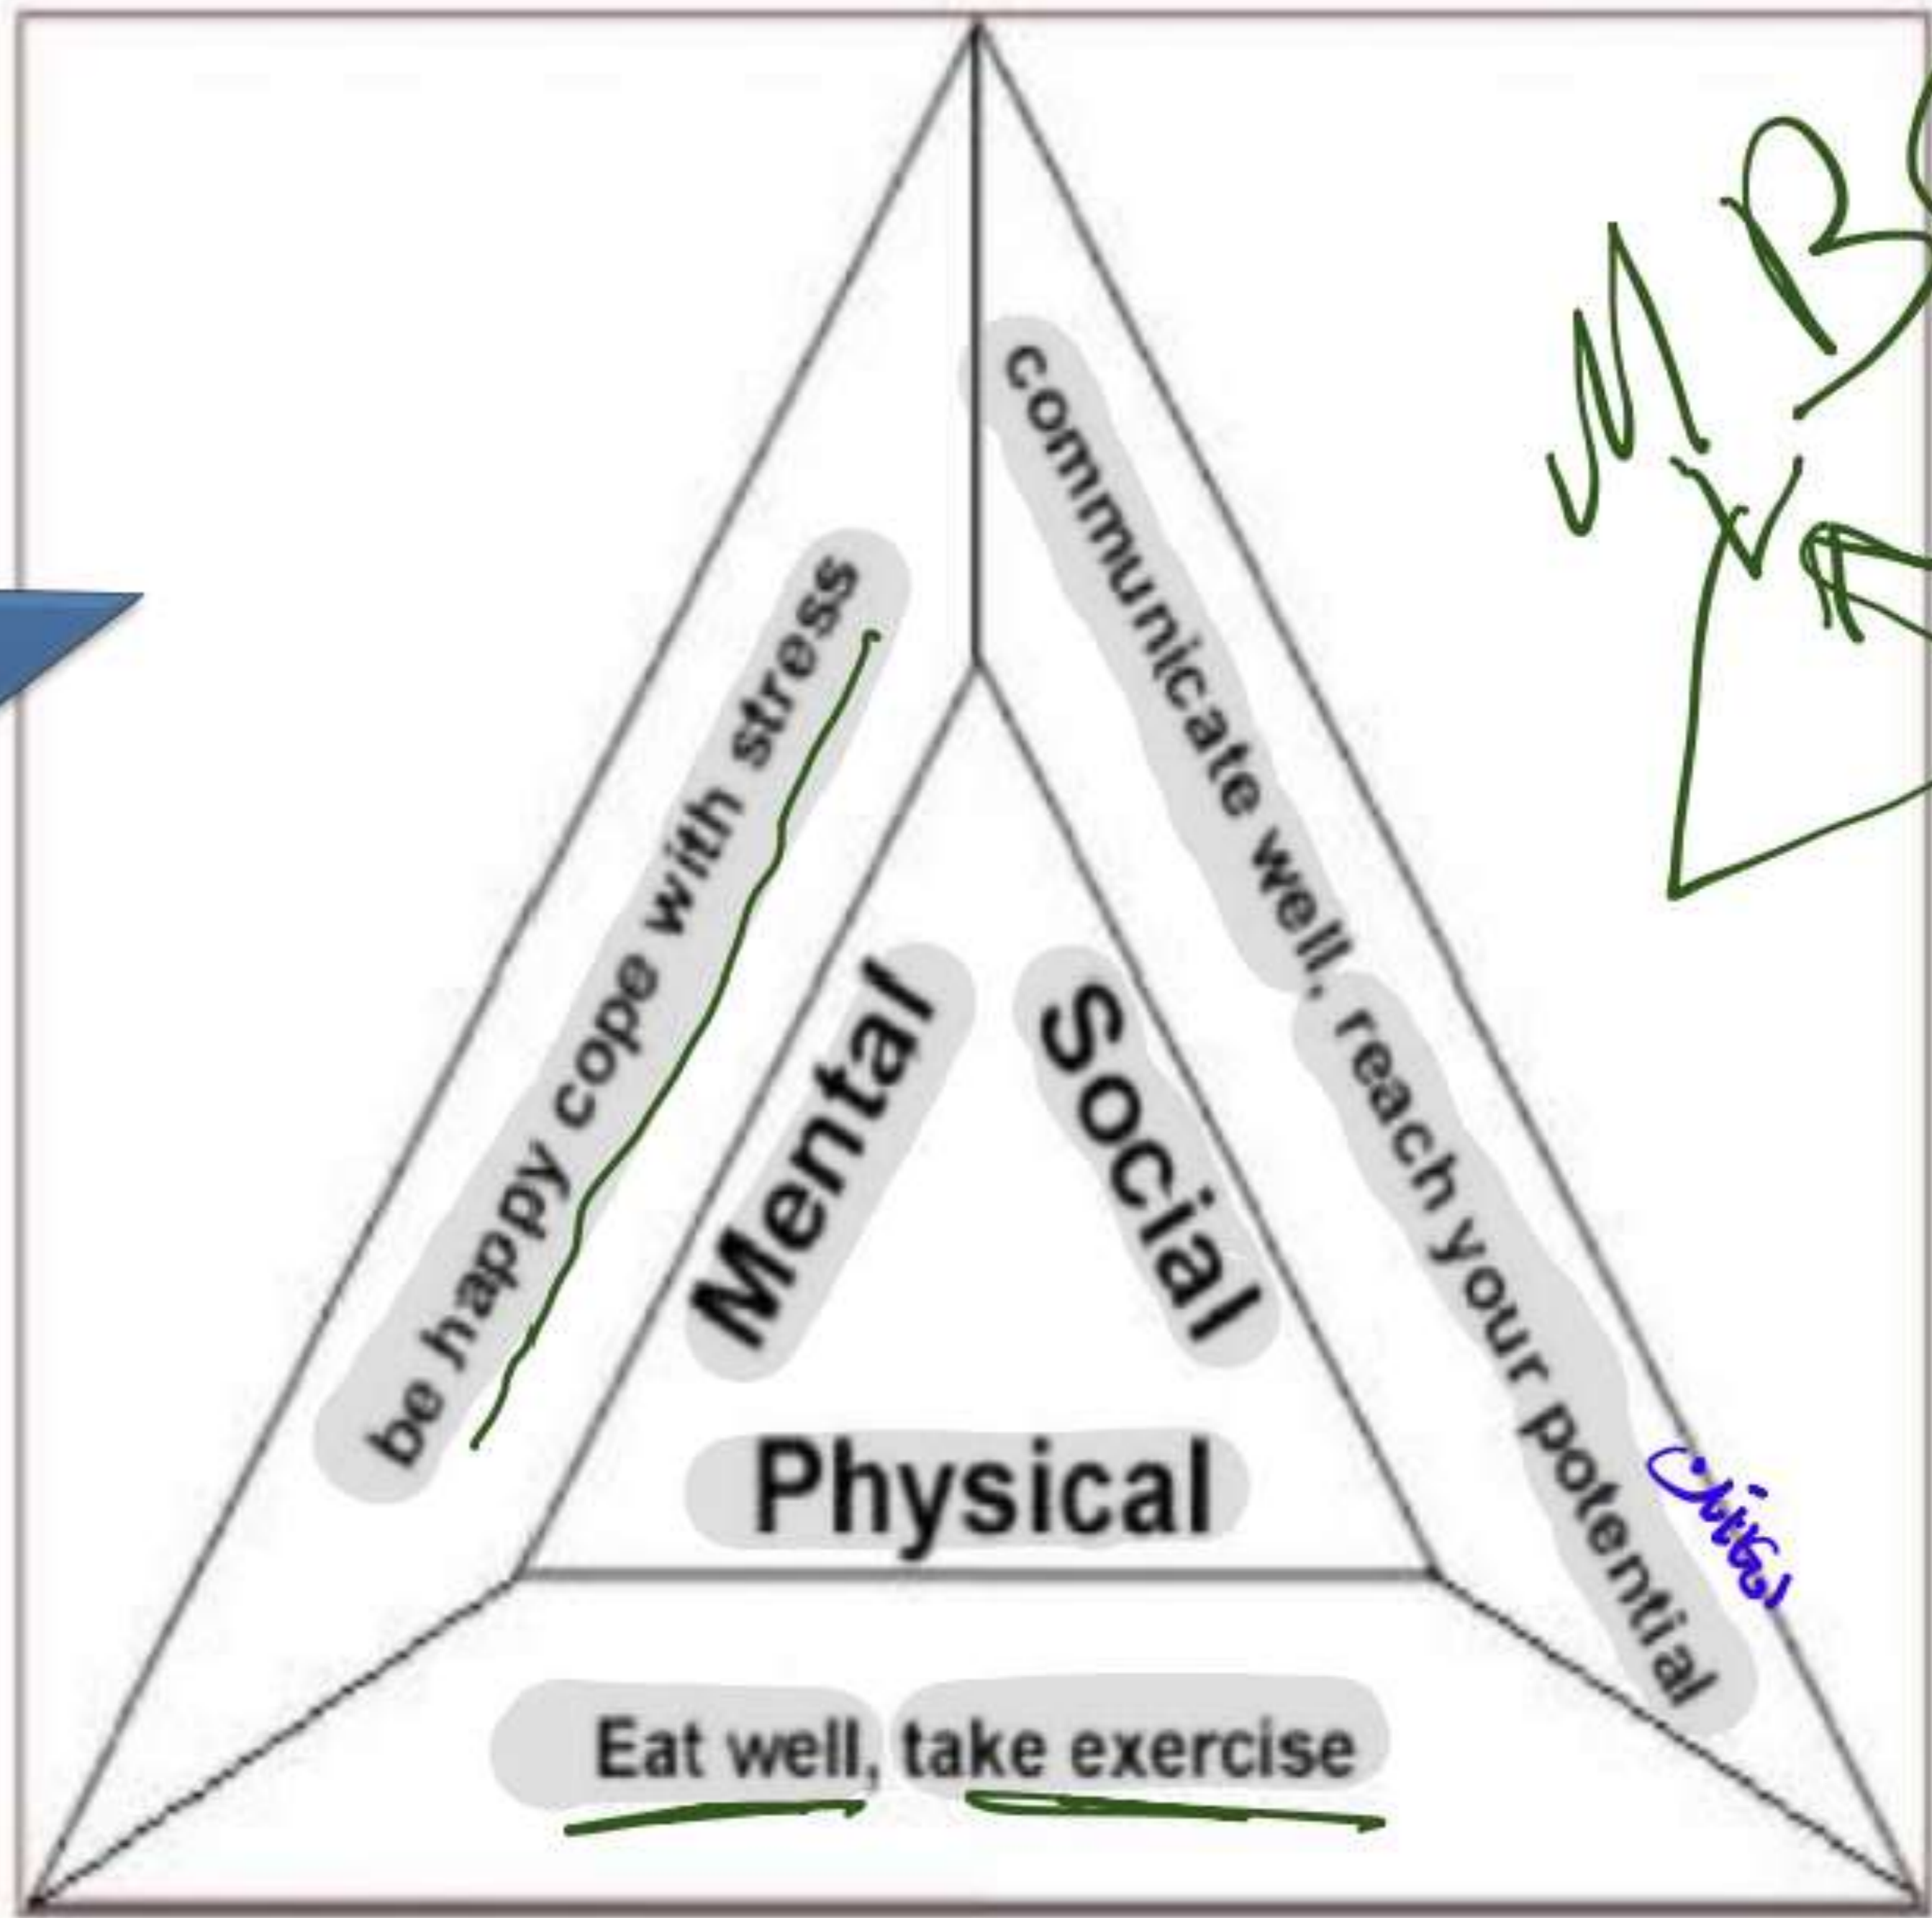 be happy cope with stress
communicate well, reach your potential
Mental
Social
Physical
Eat well, take exercise
M B